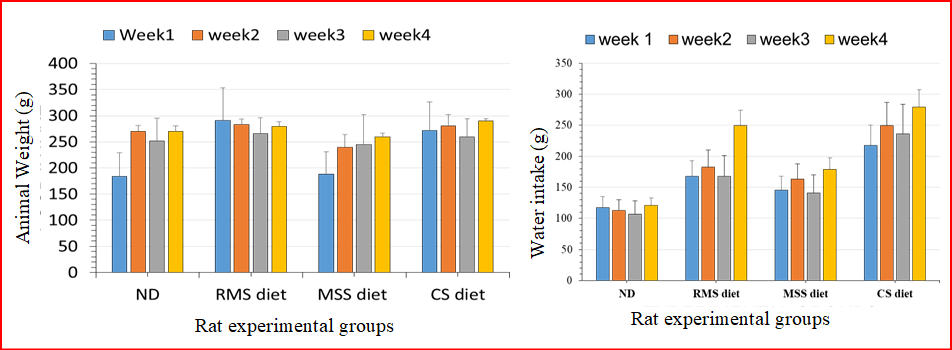 Week1 week2 week3 week4
Animal Weight (g)
400
350
300
250
200
150
100
50
0
ND RMS diet MSS diet CS diet
Rat experimental groups
week 1 week2 week3 week4
Water intake (g)
350
300
250
200
150
100
50
0
ND RMS diet MSS diet CS diet
Rat experimental groups